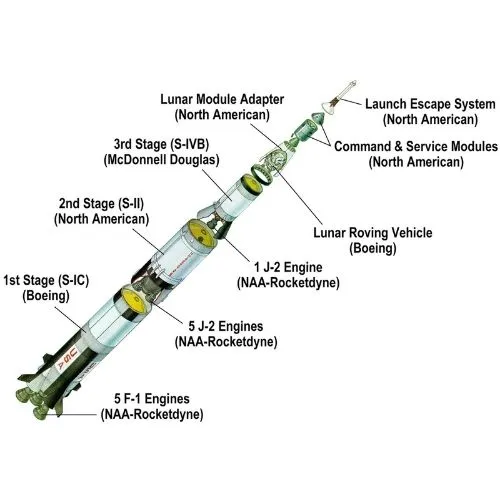 Lunar Module Adapter
(North American)
Launch Escape System
(North American)
3rd Stage (S-IVB)
(McDonnell Douglas)
Command & Service Modules
(North American)
2nd Stage (S-II)
(North American)
Lunar Roving Vehicle
(Boeing)
1 J-2 Engine
(NAA-Rocketdyne)
1st Stage (S-IC)
(Boeing)
5 J-2 Engines
(NAA-Rocketdyne)
USA
5 F-1 Engines
(NAA-Rocketdyne)